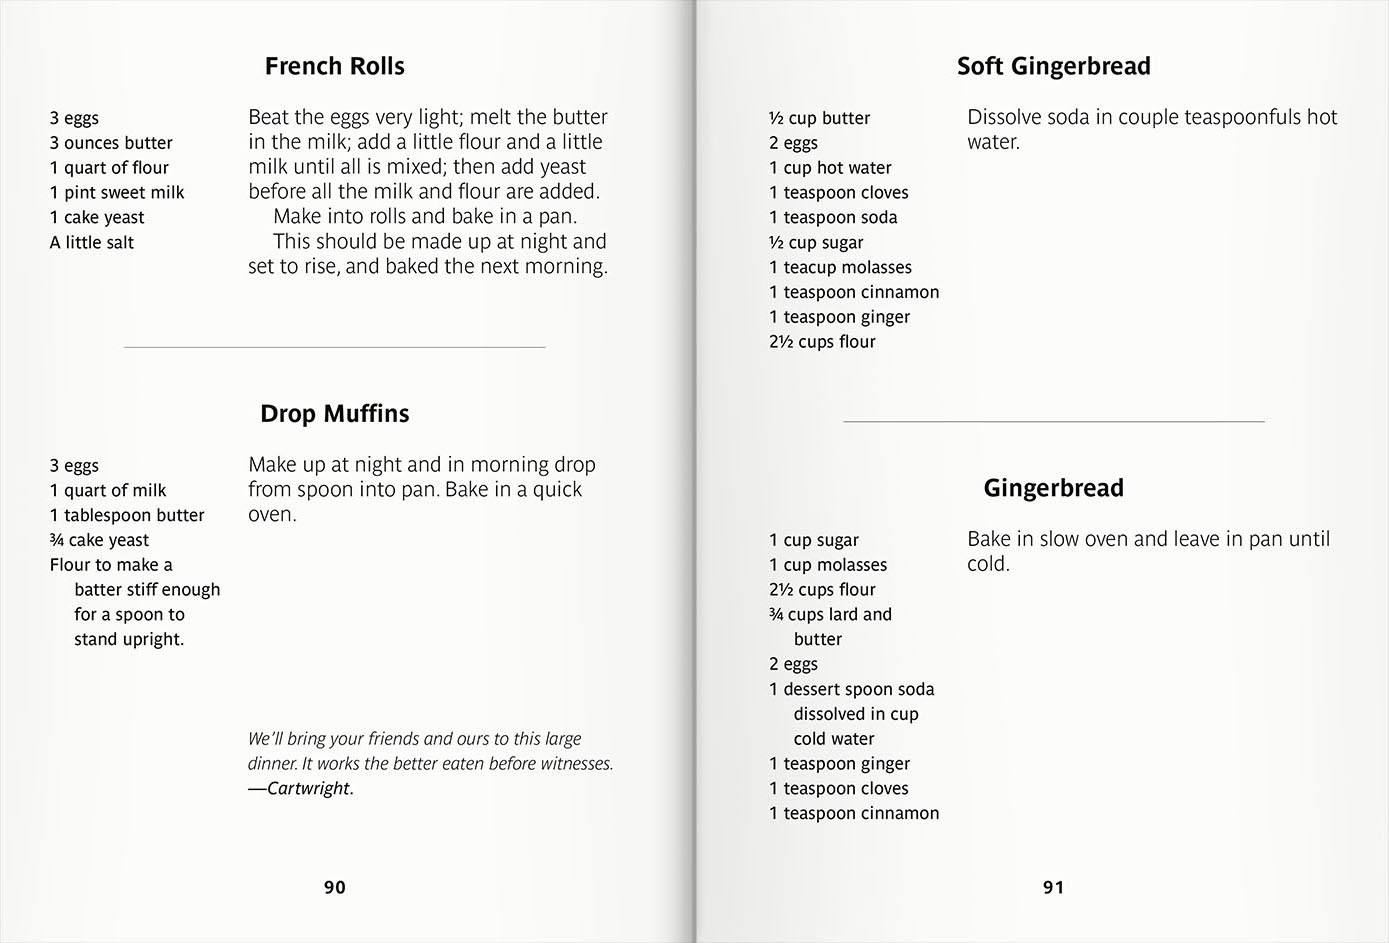 French Rolls
3 eggs
3 ounces butter
1 quart of flour
1 pint sweet milk
1 cake yeast
A little salt
Beat the eggs very light; melt the butter
in the milk; add a little flour and a little
milk until all is mixed; then add yeast
before all the milk and flour are added.
Make into rolls and bake in a pan.
This should be made up at night and
set to rise, and baked the next morning.
Drop Muffins
3 eggs
1 quart of milk
1 tablespoon butter
¾ cake yeast
Flour to make a
batter stiff enough
for a spoon to
stand upright.
Make up at night and in morning drop
from spoon into pan. Bake in a quick
oven.
We’ll bring your friends and ours to this large
dinner. It works the better eaten before witnesses.
—Cartwright.
90
Soft Gingerbread
½ cup butter
2 eggs
1 cup hot water
1 teaspoon cloves
1 teaspoon soda
½ cup sugar
1 teacup molasses
1 teaspoon cinnamon
1 teaspoon ginger
2½ cups flour
Dissolve soda in couple teaspoonfuls hot
water.
Gingerbread
1 cup sugar
1 cup molasses
2½ cups flour
¾ cups lard and
butter
2 eggs
1 dessert spoon soda
dissolved in cup
cold water
1 teaspoon ginger
1 teaspoon cloves
1 teaspoon cinnamon
Bake in slow oven and leave in pan until
cold.
91